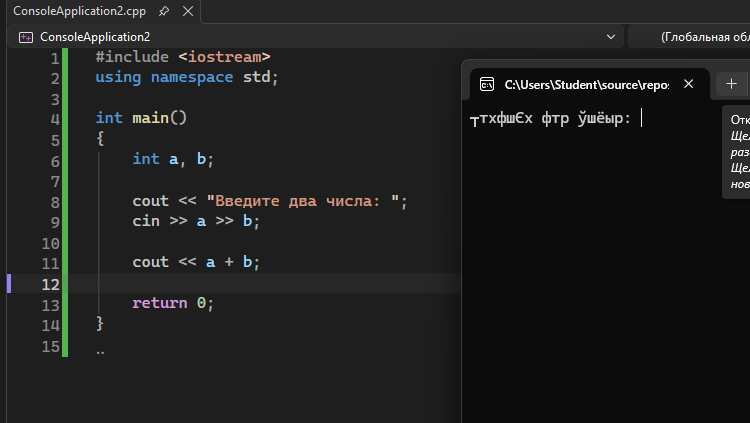 ConsoleApplication2.cpp
ConsoleApplication2
(Глобальная обл
1 #include <iostream>
2 using namespace std;
3
4 int main()
5 {
6 int a, b;
7
8 cout << "Введите два числа: ";
9 cin >> a >> b;
10
11 cout << a + b;
12
13 return 0;
14 }
15
C:\Users\Student\source\repo
┬тхфшЄх фтр ўшёыр:
Отк
Щел
раз
Щел
нов